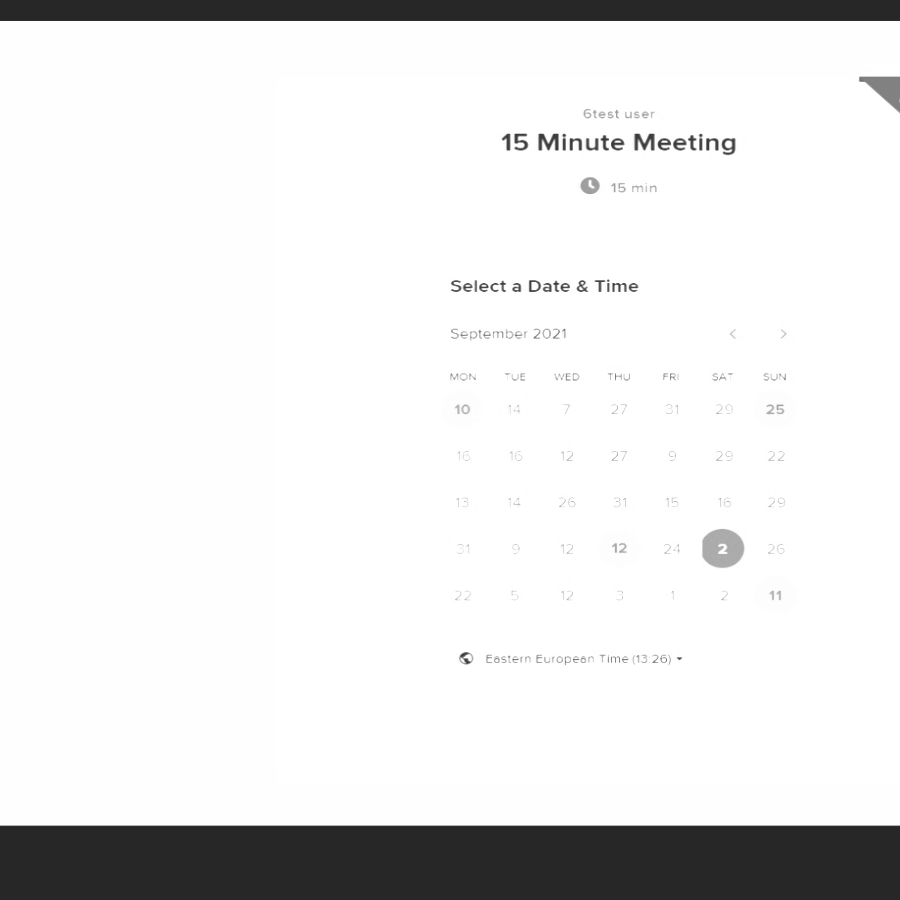 6test user
15 Minute Meeting
15 min
Select a Date & Time
September 2021
MON TUE WED THU FRI SAT SUN
10 14 7 27 31 29 25
16 16 12 27 9 29 22
13 14 26 31 15 16 29
31 9 12 12 24 2 26
22 5 12 3 1 2 11
Eastern European Time (13:26)